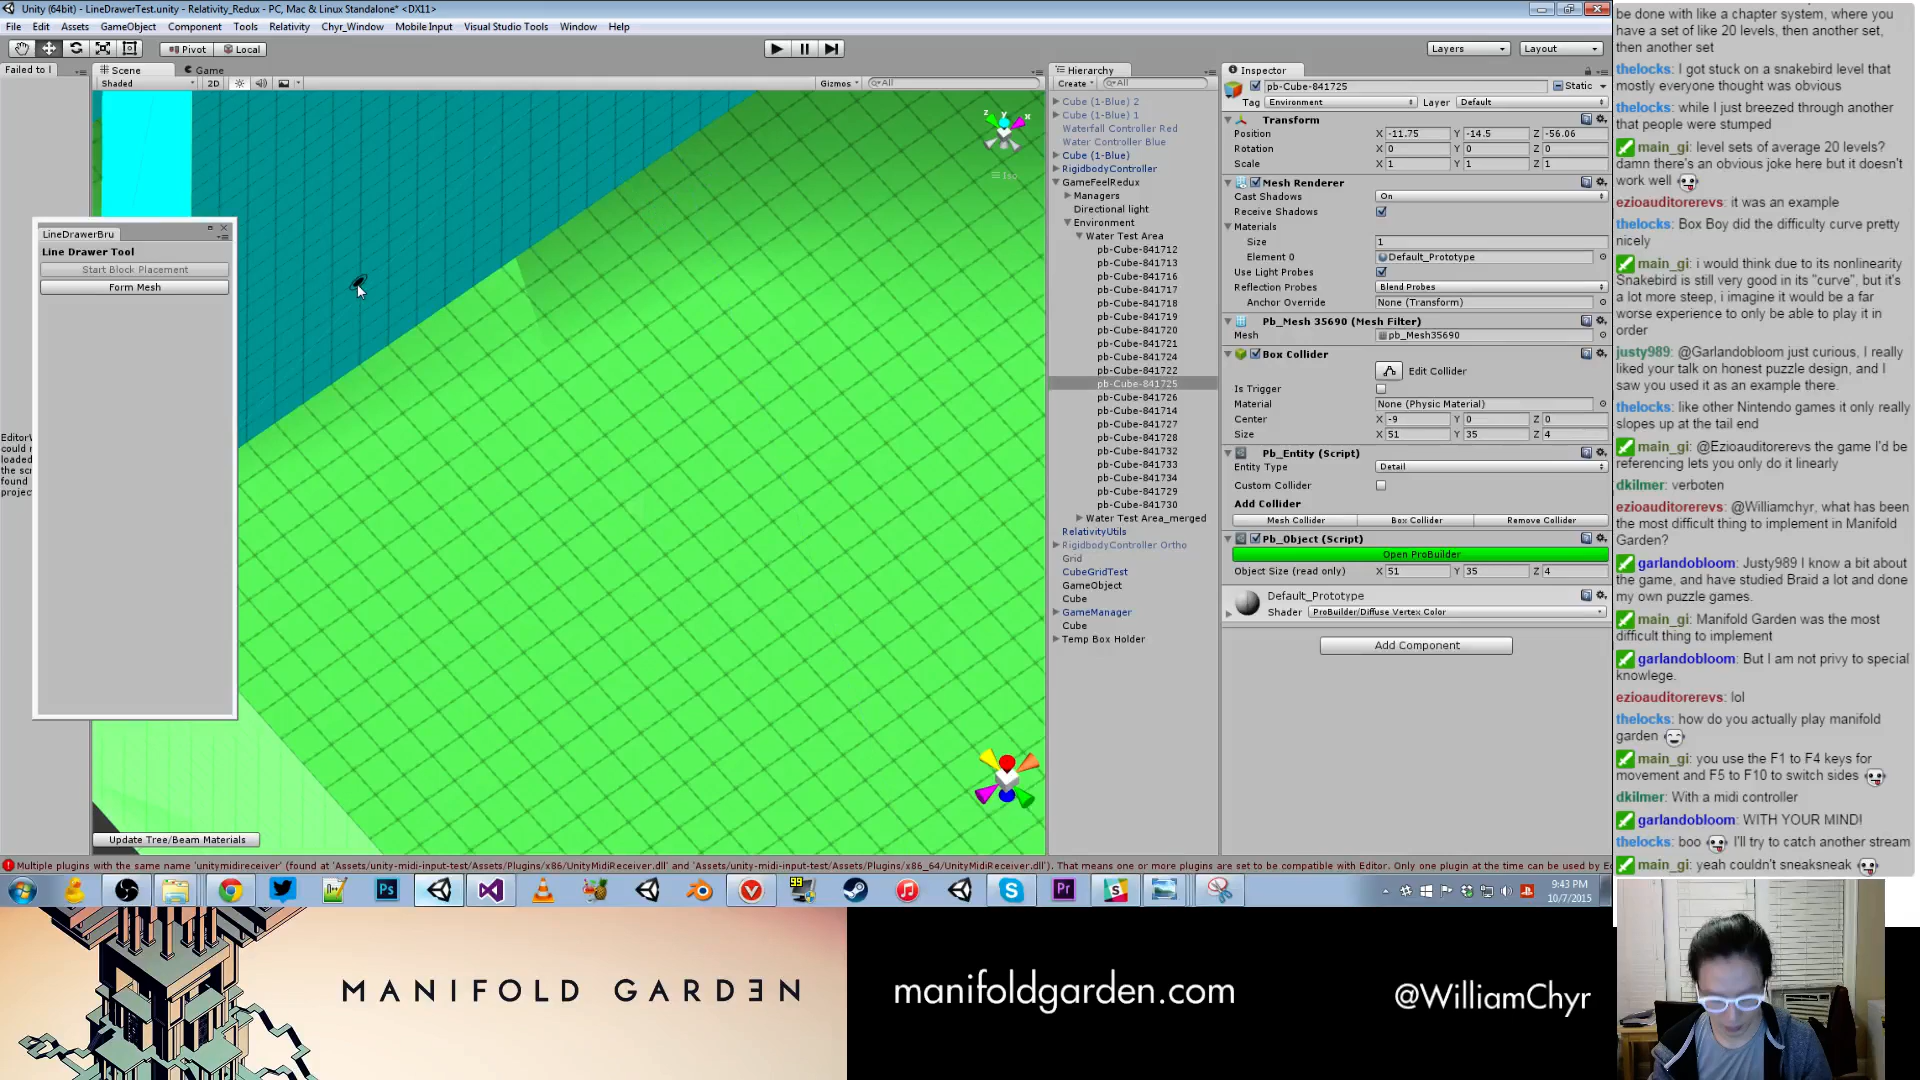 Unity (64bit) - LineDrawerTest.unity - Relativity_Redux - PC, Mac & Linux Standalone* <DX11>
File Edit Assets GameObject Component Tools Relativity Chyr_Window Mobile Input Visual Studio Tools Window Help
Pivot Local
Layers Layout
Failed to l
Scene Game
Shaded 2D Gizmos All
z y x
Iso
LineDrawerBru
Line Drawer Tool
Start Block Placement
Form Mesh
EditorV
could r
loaded
the scr
found
projec
Update Tree/Beam Materials
Hierarchy
Create All
Cube (1-Blue) 2
Cube (1-Blue) 1
Waterfall Controller Red
Water Controller Blue
Cube (1-Blue)
RigidbodyController
GameFeelRedux
Managers
Directional light
Environment
Water Test Area
pb-Cube-841712
pb-Cube-841713
pb-Cube-841716
pb-Cube-841717
pb-Cube-841718
pb-Cube-841719
pb-Cube-841720
pb-Cube-841721
pb-Cube-841724
pb-Cube-841722
pb-Cube-841725
pb-Cube-841726
pb-Cube-841714
pb-Cube-841727
pb-Cube-841728
pb-Cube-841732
pb-Cube-841733
pb-Cube-841734
pb-Cube-841729
pb-Cube-841730
Water Test Area_merged
RelativityUtils
RigidbodyController Ortho
Grid
CubeGridTest
GameObject
Cube
GameManager
Cube
Temp Box Holder
Inspector
pb-Cube-841725 Static
Tag Environment Layer Default
Transform
Position X -11.75 Y -14.5 Z -56.06
Rotation X 0 Y 0 Z 0
Scale X 1 Y 1 Z 1
Mesh Renderer
Cast Shadows On
Receive Shadows
Materials
Size 1
Element 0 Default_Prototype
Use Light Probes
Reflection Probes Blend Probes
Anchor Override None (Transform)
Pb_Mesh 35690 (Mesh Filter)
Mesh pb_Mesh35690
Box Collider
Edit Collider
Is Trigger
Material None (Physic Material)
Center X -9 Y 0 Z 0
Size X 51 Y 35 Z 4
Pb_Entity (Script)
Entity Type Detail
Custom Collider
Add Collider
Mesh Collider Box Collider Remove Collider
Pb_Object (Script)
Open ProBuilder
Object Size (read only) X 51 Y 35 Z 4
Default_Prototype
Shader ProBuilder/Diffuse Vertex Color
Add Component
Multiple plugins with the same name 'unitymidireceiver' (found at 'Assets/unity-midi-input-test/Assets/Plugins/x86/UnityMidiReceiver.dll' and 'Assets/unity-midi-input-test/Assets/Plugins/x86_64/UnityMidiReceiver.dll'). That means one or more plugins are set to be compatible with Editor. Only one plugin at the time can be used by E
99
9:43 PM
10/7/2015
be done with like a chapter system, where you
have a set of like 20 levels, then another set,
then another set
thelocks: I got stuck on a snakebird level that
mostly everyone thought was obvious
thelocks: while I just breezed through another
that people were stumped
main_gi: level sets of average 20 levels?
damn there's an obvious joke here but it doesn't
work well
ezioauditorerevs: it was an example
thelocks: Box Boy did the difficulty curve pretty
nicely
main_gi: i would think due to its nonlinearity
Snakebird is still very good in its "curve", but it's
a lot more steep, i imagine it would be a far
worse experience to only be able to play it in
order
justy989: @Garlandobloom just curious, I really
liked your talk on honest puzzle design, and I
saw you used it as an example there.
thelocks: like other Nintendo games it only really
slopes up at the tail end
main_gi: @Ezioauditorerevs the game I'd be
referencing lets you only do it linearly
dkilmer: verboten
ezioauditorerevs: @Williamchyr, what has been
the most difficult thing to implement in Manifold
Garden?
garlandobloom: Justy989 I know a bit about
the game, and have studied Braid a lot and done
my own puzzle games.
main_gi: Manifold Garden was the most
difficult thing to implement
garlandobloom: But I am not privy to special
knowlege.
ezioauditorerevs: lol
thelocks: how do you actually play manifold
garden
main_gi: you use the F1 to F4 keys for
movement and F5 to F10 to switch sides
dkilmer: With a midi controller
garlandobloom: WITH YOUR MIND!
thelocks: boo I'll try to catch another stream
main_gi: yeah couldn't sneaksneak
MANIFOLD GARDEN
manifoldgarden.com
@WilliamChyr